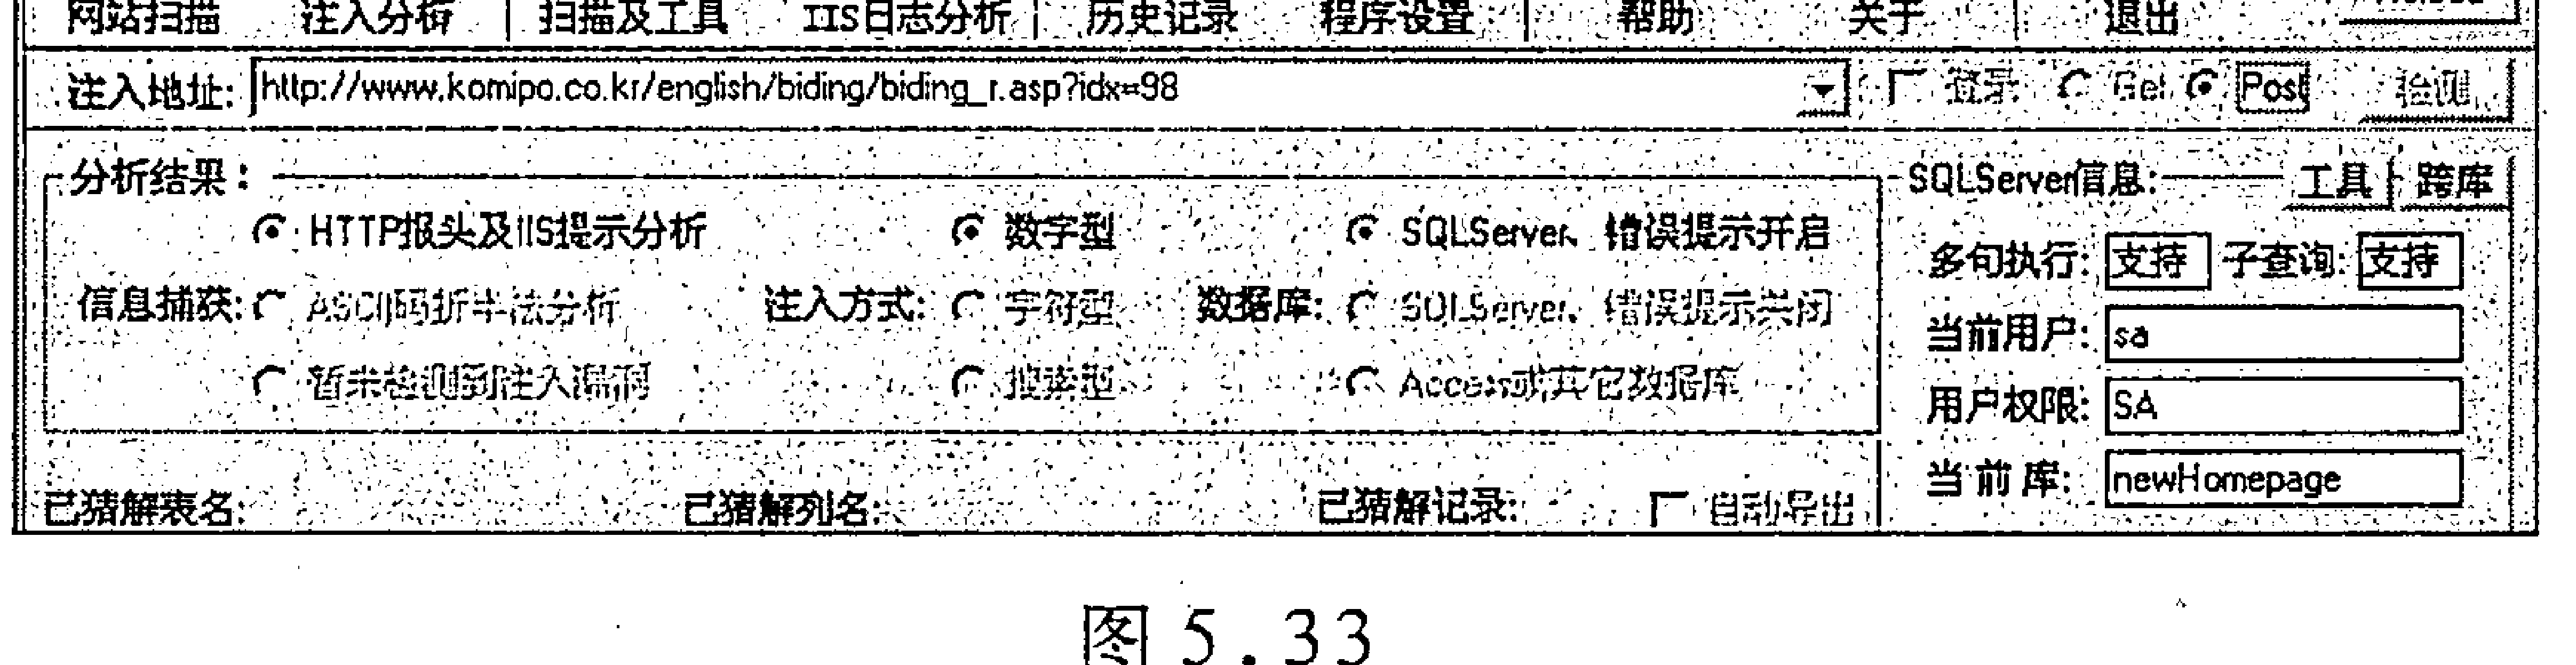 网站扫描 注入分析 扫描及工具 IIS日志分析 历史记录 程序设置 帮助 关于 退出
注入地址: http://www.komipo.co.kr/english/biding/biding_r.asp?idx=98 登录 Get Post 检测
分析结果: SQLServer信息: 工具 跨库
HTTP报头及IIS提示分析 数字型 SQLServer、错误提示开启
多句执行: 支持 子查询: 支持
信息捕获: ASCII码折半法分析 注入方式: 字符型 数据库: SQLServer、错误提示关闭
当前用户: sa
暂未检测到注入漏洞 搜索型 Access或其它数据库
用户权限: SA
当前库: newHomepage
已猜解表名: 已猜解列名: 已猜解记录: 自动导出
图 5.33